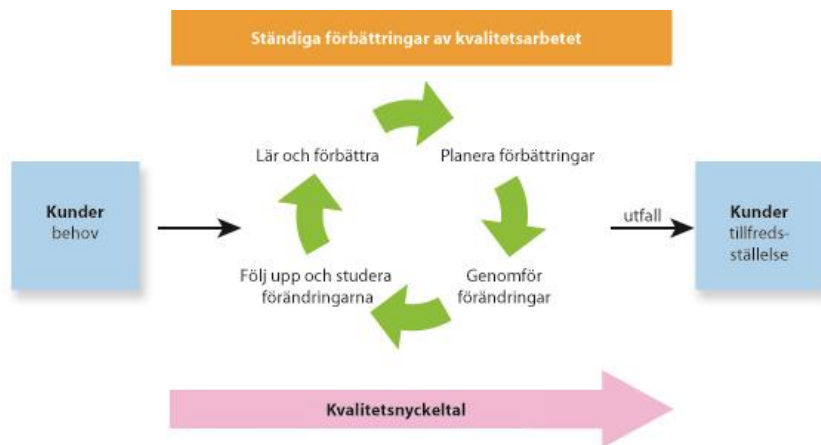 Ständiga förbättringar av kvalitetsarbetet
Lär och förbättra
Planera förbättringar
Kunder
behov
utfall
Kunder
tillfreds-
ställelse
Följ upp och studera
förändringarna
Genomför
förändringar
Kvalitetsnyckeltal